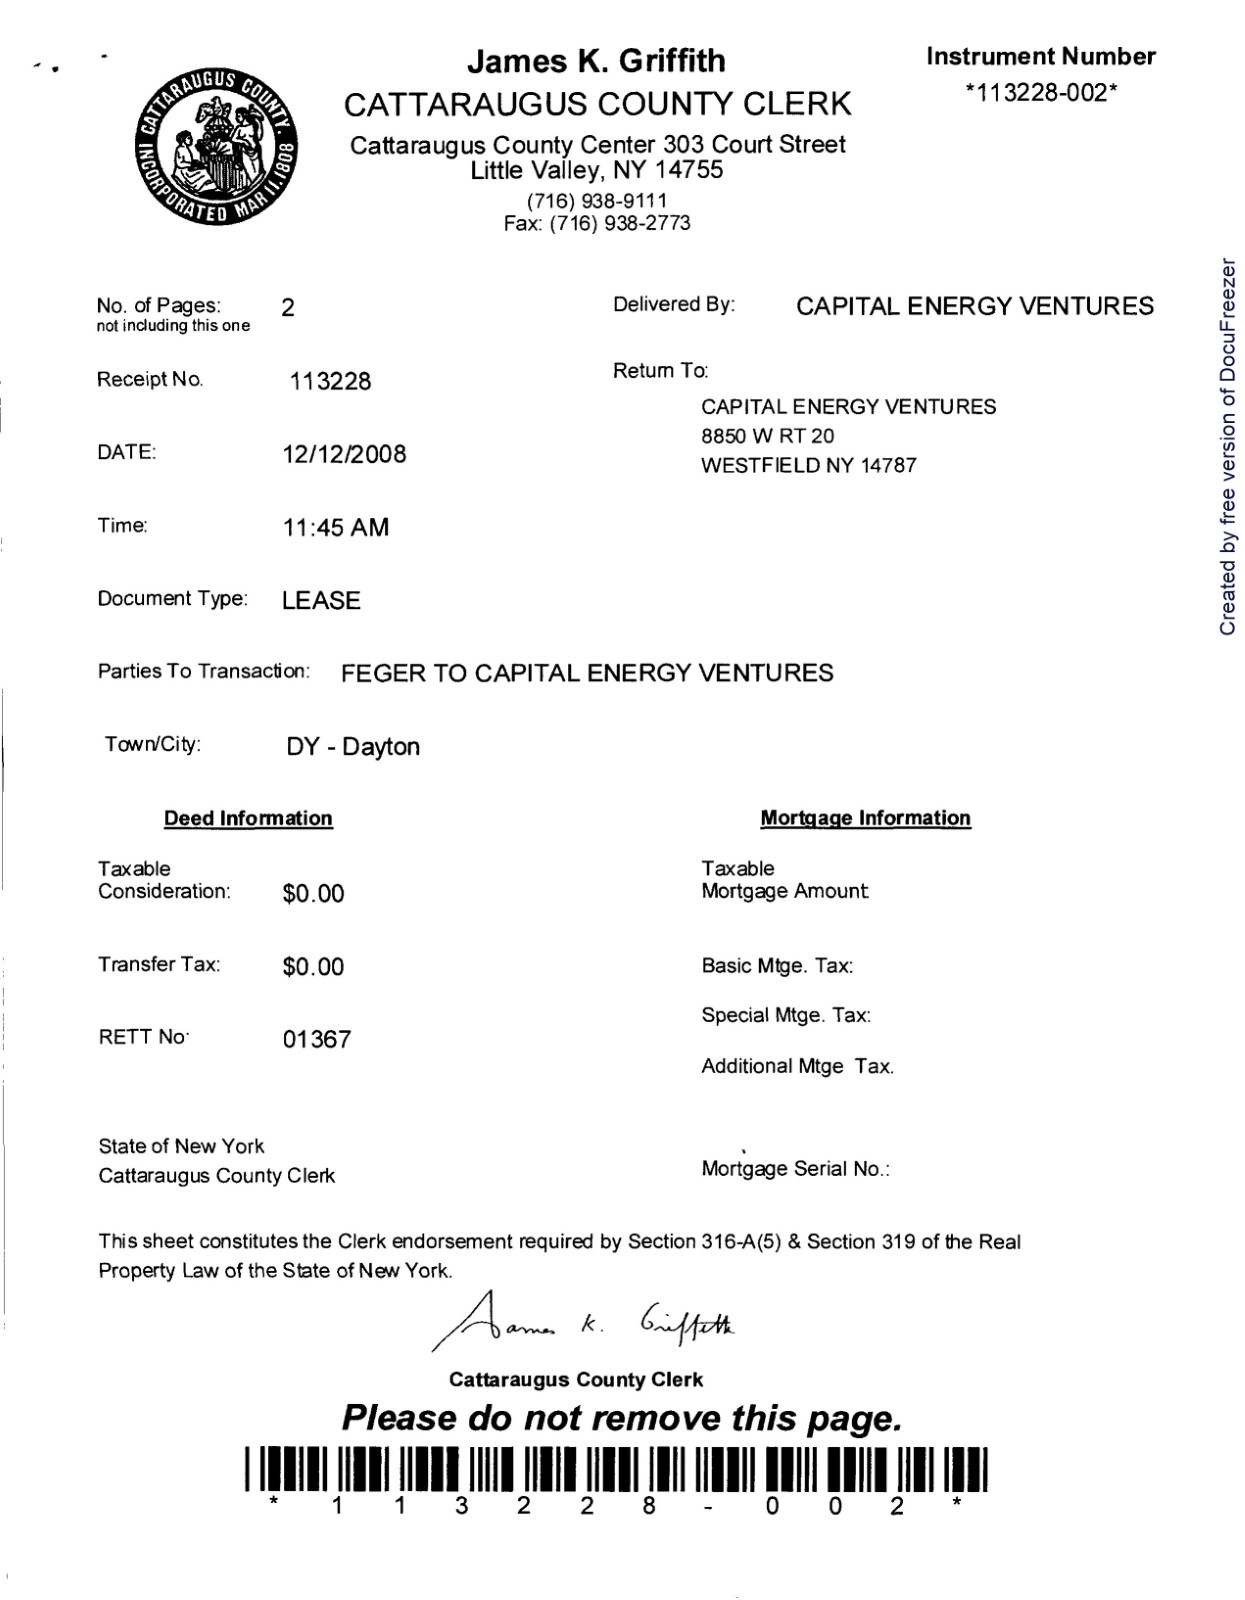 James K. Griffith
CATTARAUGUS COUNTY CLERK
Cattaraugus County Center 303 Court Street
Little Valley, NY 14755
(716) 938-9111
Fax: (716) 938-2773
Instrument Number
*113228-002*
CATTARAUGUS COUNTY.
INCORPORATED MAR 11, 1808
No. of Pages: 2
not including this one
Delivered By: CAPITAL ENERGY VENTURES
Receipt No. 113228
Return To:
CAPITAL ENERGY VENTURES
8850 W RT 20
WESTFIELD NY 14787
DATE: 12/12/2008
Time: 11:45 AM
Document Type: LEASE
Parties To Transaction: FEGER TO CAPITAL ENERGY VENTURES
Town/City: DY - Dayton
Deed Information
Taxable
Consideration: $0.00
Transfer Tax: $0.00
RETT No. 01367
Mortgage Information
Taxable
Mortgage Amount
Basic Mtge. Tax:
Special Mtge. Tax:
Additional Mtge Tax.
State of New York
Cattaraugus County Clerk
Mortgage Serial No.:
This sheet constitutes the Clerk endorsement required by Section 316-A(5) & Section 319 of the Real
Property Law of the State of New York.
James K. Griffith
Cattaraugus County Clerk
Please do not remove this page.
* 1 1 3 2 2 8 - 0 0 2 *
Created by free version of DocuFreezer